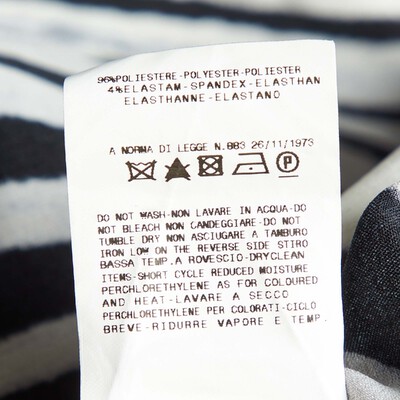 96%POLIESTERE-POLYESTER-POLIESTER
4%ELASTAM-SPANDEX-ELASTHAN
ELASTHANNE-ELASTANO
A NORMA DI LEGGE N.883 26/11/1973
P
DO NOT WASH-NON LAVARE IN ACQUA-DO
NOT BLEACH NON CANDEGGIARE-DO NOT
TUMBLE DRY NON ASCIUGARE A TAMBURO
IRON LOW ON THE REVERSE SIDE STIRO
BASSA TEMP.A ROVESCIO-DRYCLEAN
ITEMS-SHORT CYCLE REDUCED MOISTURE
PERCHLORETHYLENE AS FOR COLOURED
AND HEAT-LAVARE A SECCO
PERCHLORETHYLENE PER COLORATI-CICLO
BREVE-RIDURRE VAPORE E TEMP.